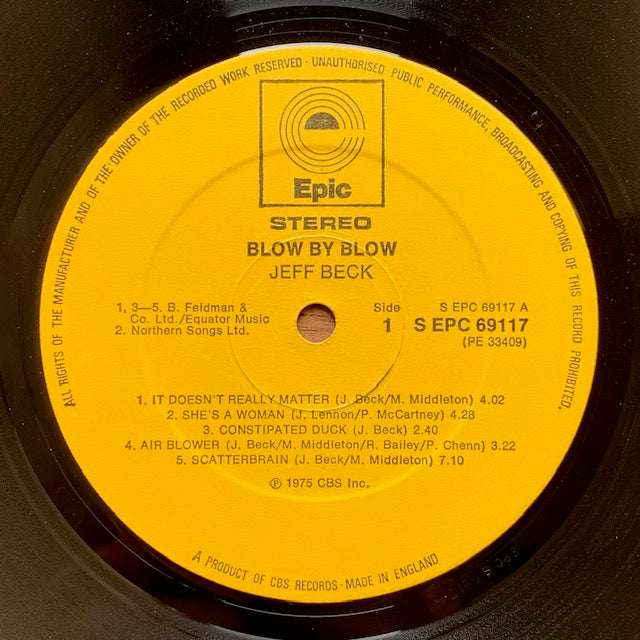 ALL RIGHTS OF THE MANUFACTURER AND OF THE OWNER OF THE RECORDED WORK RESERVED · UNAUTHORISED PUBLIC PERFORMANCE, BROADCASTING AND COPYING OF THIS RECORD PROHIBITED.
Epic
STEREO
BLOW BY BLOW
JEFF BECK
1, 3—5. B. Feldman &
Co. Ltd./Equator Music
2. Northern Songs Ltd.
Side
1
S EPC 69117 A
S EPC 69117
(PE 33409)
1. IT DOESN'T REALLY MATTER (J. Beck/M. Middleton) 4.02
2. SHE'S A WOMAN (J. Lennon/P. McCartney) 4.28
3. CONSTIPATED DUCK (J. Beck) 2.40
4. AIR BLOWER (J. Beck/M. Middleton/R. Bailey/P. Chenn) 3.22
5. SCATTERBRAIN (J. Beck/M. Middleton) 7.10
℗ 1975 CBS Inc.
A PRODUCT OF CBS RECORDS · MADE IN ENGLAND